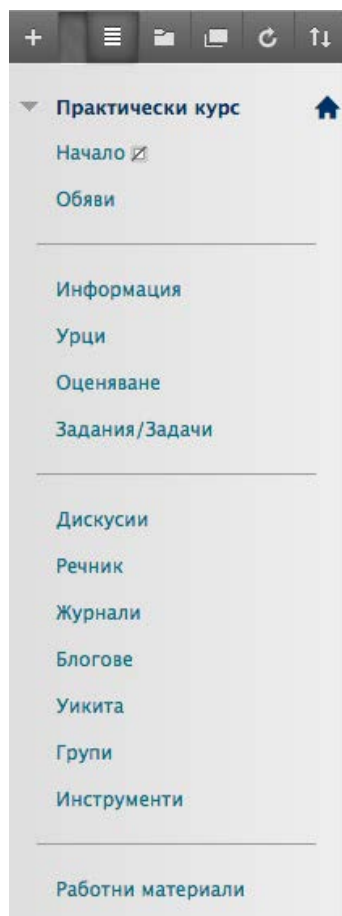 Практически курс
Начало
Обяви
Информация
Урци
Оценяване
Задания/Задачи
Дискусии
Речник
Журнали
Блогове
Уикита
Групи
Инструменти
Работни материали